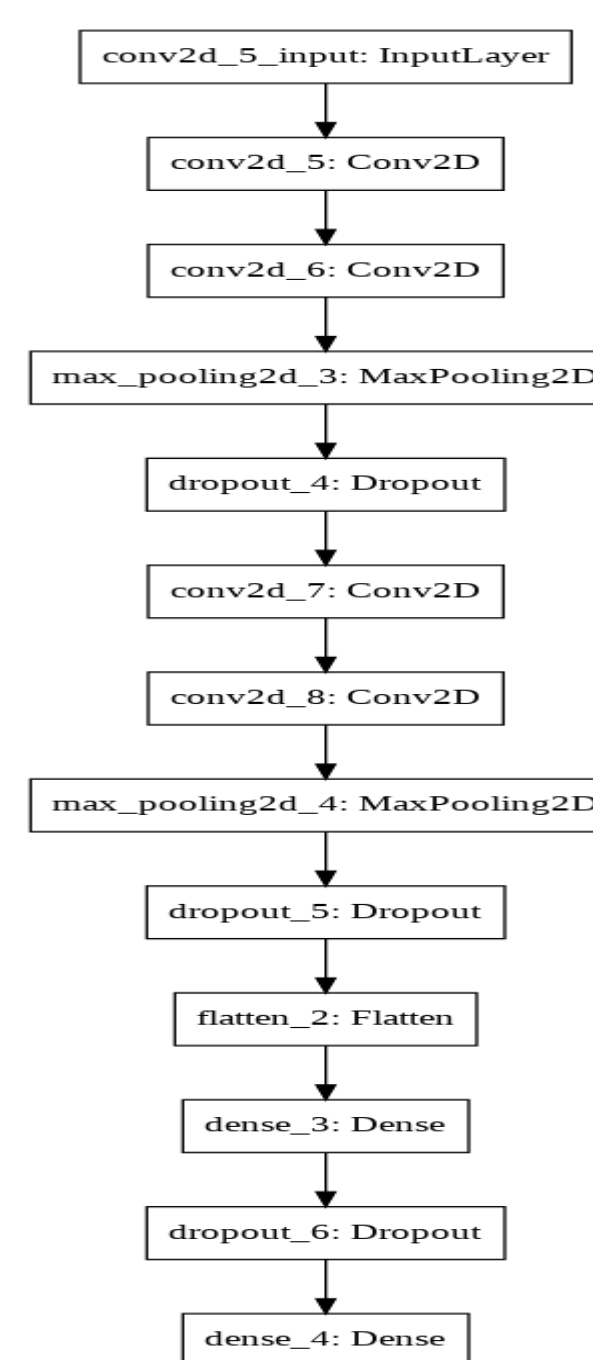 conv2d_5_input: InputLayer
conv2d_5: Conv2D
conv2d_6: Conv2D
max_pooling2d_3: MaxPooling2D
dropout_4: Dropout
conv2d_7: Conv2D
conv2d_8: Conv2D
max_pooling2d_4: MaxPooling2D
dropout_5: Dropout
flatten_2: Flatten
dense_3: Dense
dropout_6: Dropout
dense_4: Dense